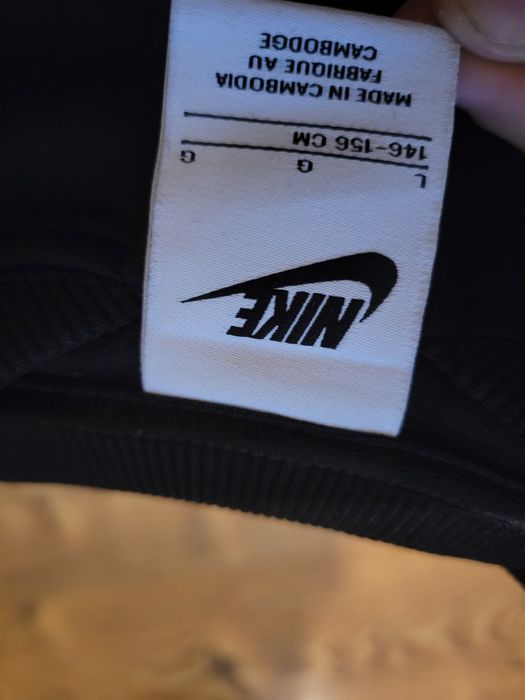 NIKE
L G G
146-156 CM
MADE IN CAMBODIA
FABRIQUE AU
CAMBODGE